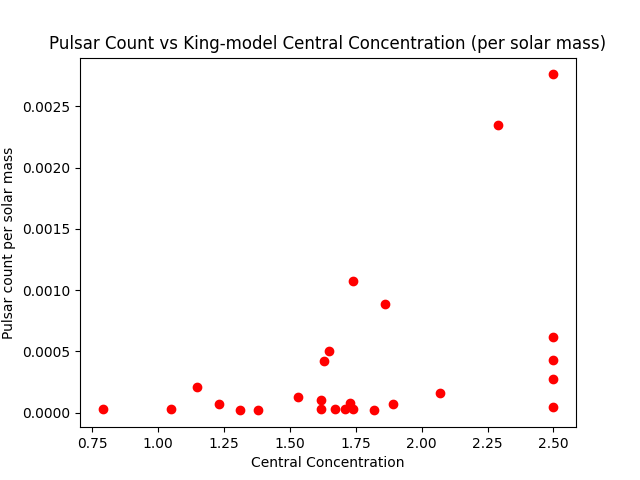 Pulsar Count vs King-model Central Concentration (per solar mass)
Pulsar count per solar mass
0.0025
0.0020
0.0015
0.0010
0.0005
0.0000
0.75 1.00 1.25 1.50 1.75 2.00 2.25 2.50
Central Concentration